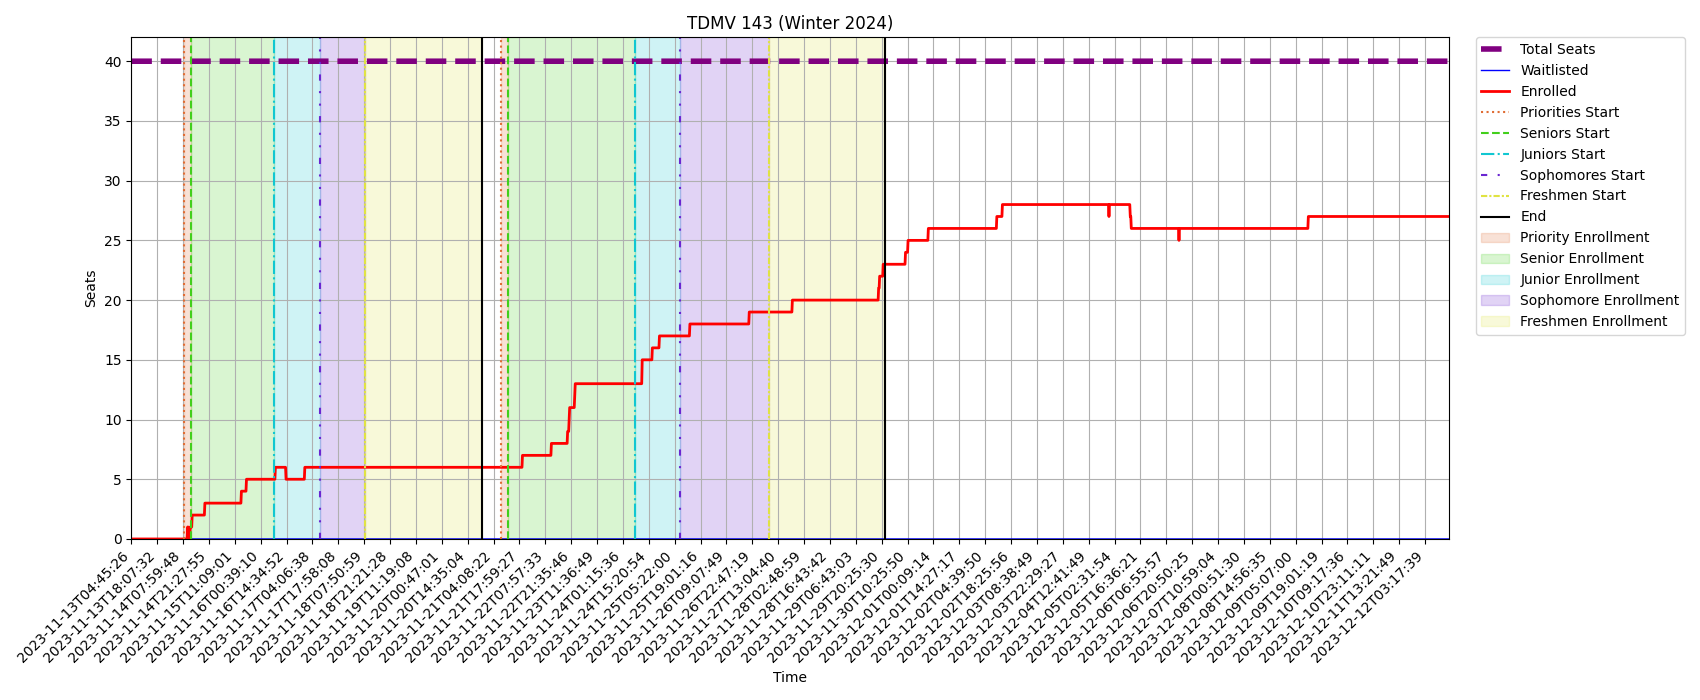 TDMV 143 (Winter 2024)
40
35
30
25
20
15
10
5
0
Seats
2023-11-13T04:45:26
2023-11-13T18:07:32
2023-11-14T07:59:48
2023-11-14T21:27:55
2023-11-15T11:09:01
2023-11-16T00:39:10
2023-11-16T14:34:52
2023-11-17T04:06:38
2023-11-17T17:58:08
2023-11-18T07:50:59
2023-11-18T21:21:28
2023-11-19T11:19:08
2023-11-20T00:47:01
2023-11-20T14:35:04
2023-11-21T04:08:22
2023-11-21T17:59:27
2023-11-22T07:57:33
2023-11-22T21:35:46
2023-11-23T11:36:49
2023-11-24T01:15:36
2023-11-24T15:20:54
2023-11-25T05:22:00
2023-11-25T19:01:16
2023-11-26T09:07:49
2023-11-26T22:47:19
2023-11-27T13:04:40
2023-11-28T02:48:59
2023-11-28T16:43:42
2023-11-29T06:43:03
2023-11-29T20:25:30
2023-11-30T10:25:50
2023-12-01T00:09:14
2023-12-01T14:27:17
2023-12-02T04:39:50
2023-12-02T18:25:56
2023-12-03T08:38:49
2023-12-03T22:29:27
2023-12-04T12:41:49
2023-12-05T02:31:54
2023-12-05T16:36:21
2023-12-06T06:55:57
2023-12-06T20:50:25
2023-12-07T10:59:04
2023-12-08T00:51:30
2023-12-08T14:56:35
2023-12-09T05:07:00
2023-12-09T19:01:19
2023-12-10T09:17:36
2023-12-10T23:11:11
2023-12-11T13:21:49
2023-12-12T03:17:39
Time
Total Seats
Waitlisted
Enrolled
Priorities Start
Seniors Start
Juniors Start
Sophomores Start
Freshmen Start
End
Priority Enrollment
Senior Enrollment
Junior Enrollment
Sophomore Enrollment
Freshmen Enrollment